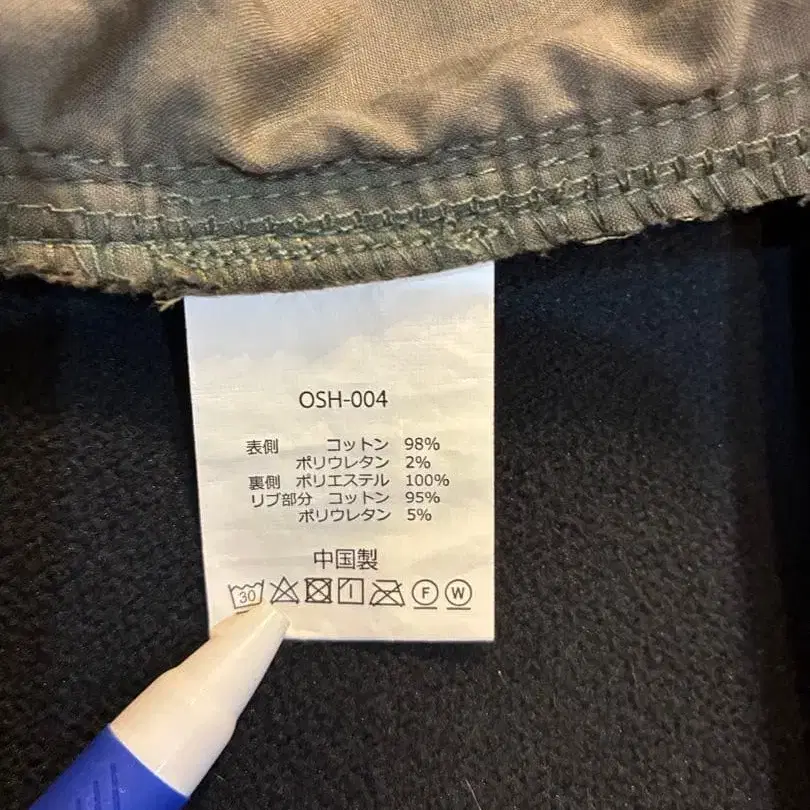 OSH-004
表側 コットン 98%
ポリウレタン 2%
裏側 ポリエステル 100%
リブ部分 コットン 95%
ポリウレタン 5%
中国製
30 F W